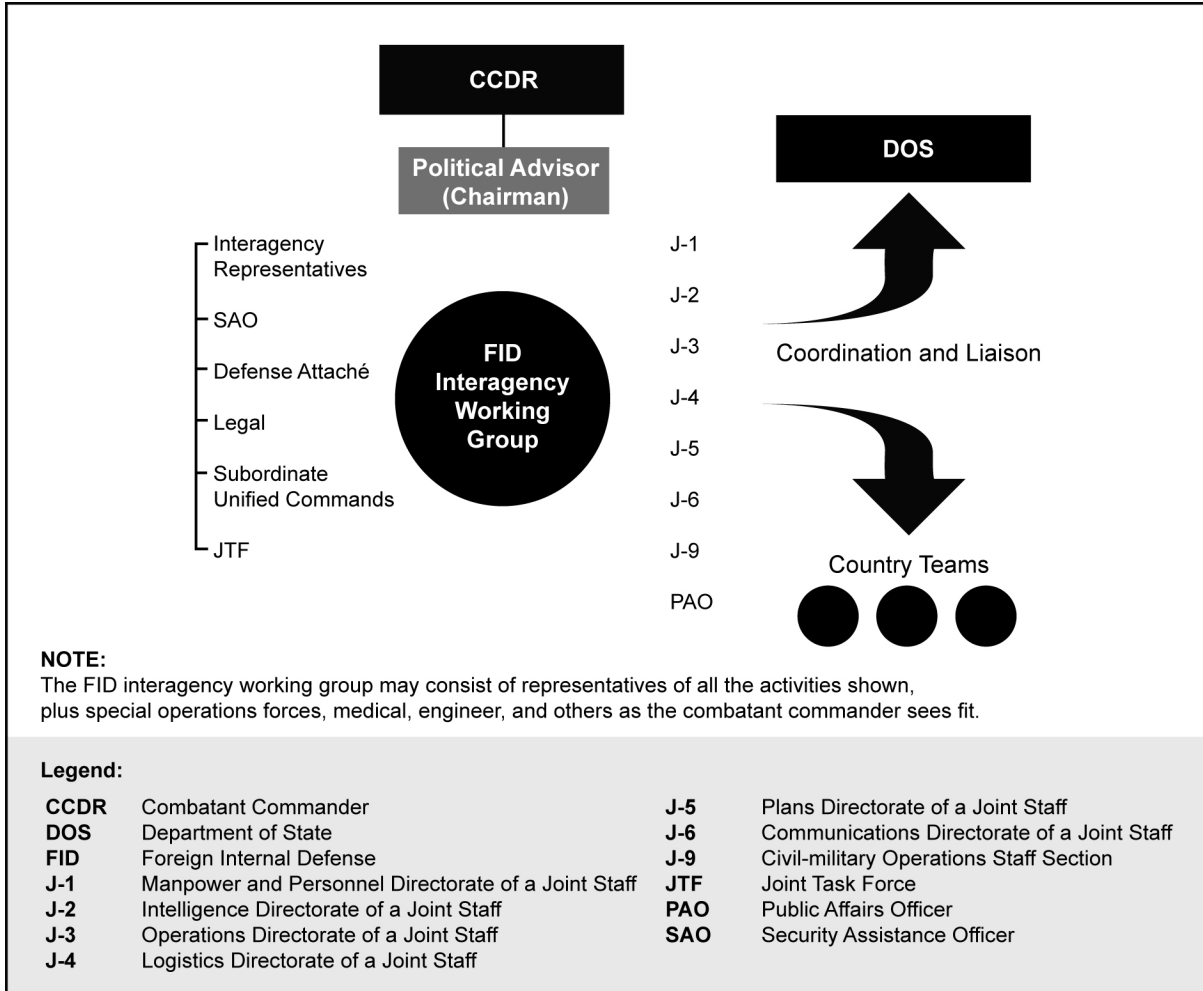 CCDR
Political Advisor
(Chairman)
DOS
Interagency
Representatives
SAO
Defense Attaché
Legal
Subordinate
Unified Commands
JTF
FID
Interagency
Working
Group
J-1
J-2
J-3
J-4
J-5
J-6
J-9
PAO
Coordination and Liaison
Country Teams
NOTE:
The FID interagency working group may consist of representatives of all the activities shown,
plus special operations forces, medical, engineer, and others as the combatant commander sees fit.
Legend:
CCDR Combatant Commander
DOS Department of State
FID Foreign Internal Defense
J-1 Manpower and Personnel Directorate of a Joint Staff
J-2 Intelligence Directorate of a Joint Staff
J-3 Operations Directorate of a Joint Staff
J-4 Logistics Directorate of a Joint Staff
J-5 Plans Directorate of a Joint Staff
J-6 Communications Directorate of a Joint Staff
J-9 Civil-military Operations Staff Section
JTF Joint Task Force
PAO Public Affairs Officer
SAO Security Assistance Officer